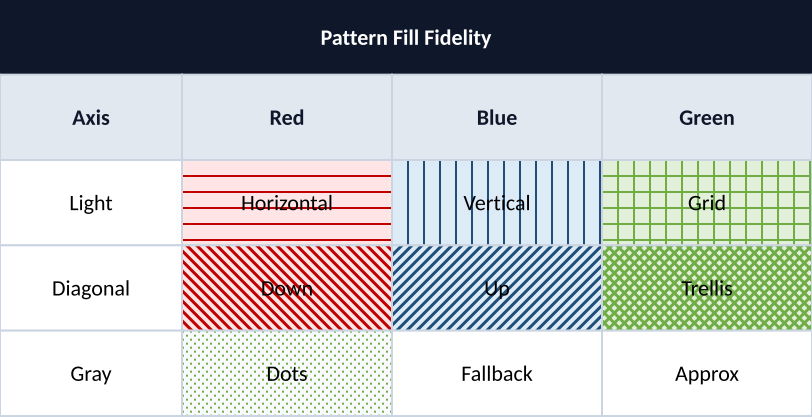 Pattern Fill Fidelity
Axis Red Blue Green
Light Horizontal Vertical Grid
Diagonal Down Up Trellis
Gray Dots Fallback Approx